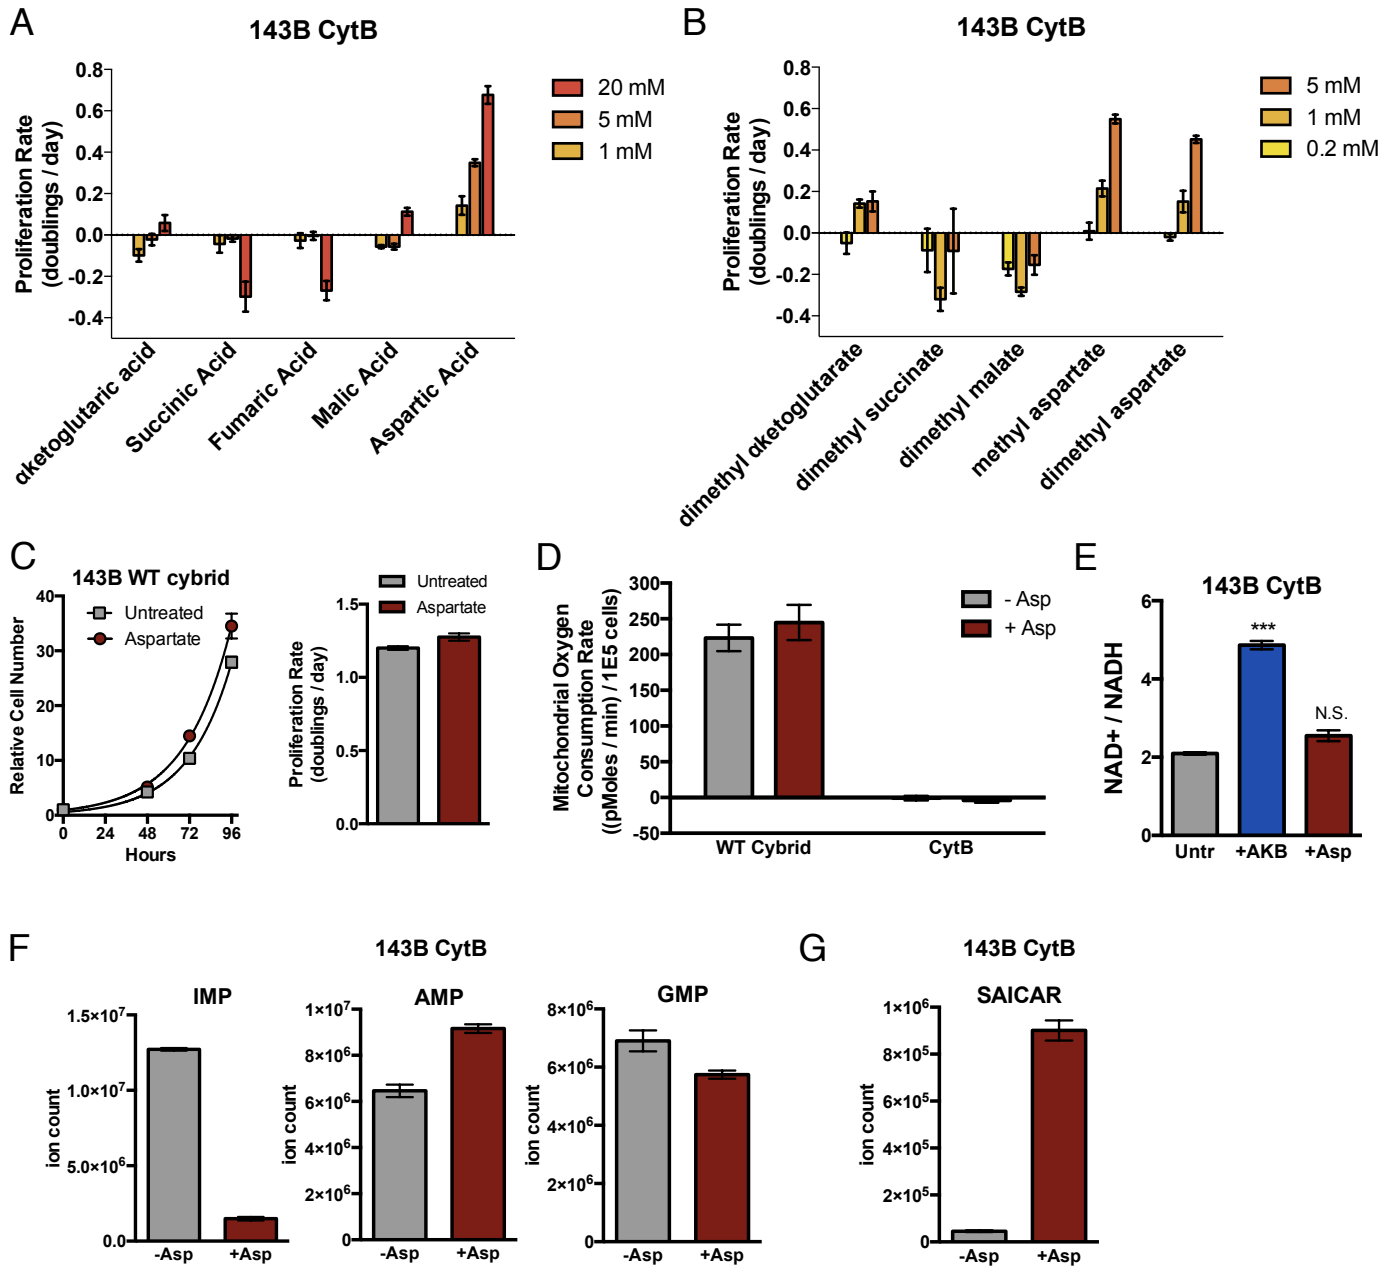 A
143B CytB
Proliferation Rate
(doublings / day)
0.8
0.6
0.4
0.2
0.0
-0.2
-0.4
20 mM
5 mM
1 mM
αketoglutaric acid
Succinic Acid
Fumaric Acid
Malic Acid
Aspartic Acid
B
143B CytB
Proliferation Rate
(doublings / day)
0.8
0.6
0.4
0.2
0.0
-0.2
-0.4
5 mM
1 mM
0.2 mM
dimethyl αketoglutarate
dimethyl succinate
dimethyl malate
methyl aspartate
dimethyl aspartate
C
143B WT cybrid
Relative Cell Number
40
30
20
10
0
Untreated
Aspartate
0 24 48 72 96
Hours
Untreated
Aspartate
Proliferation Rate
(doublings / day)
1.5
1.0
0.5
0.0
D
Mitochondrial Oxygen
Consumption Rate
((pMoles / min) / 1E5 cells)
300
250
200
150
100
50
0
-50
- Asp
+ Asp
WT Cybrid CytB
E
143B CytB
NAD+ / NADH
6
4
2
0
***
N.S.
Untr +AKB +Asp
F
143B CytB
IMP
ion count
1.5×10⁷
1.0×10⁷
5.0×10⁶
0.0
-Asp +Asp
AMP
ion count
1×10⁷
8×10⁶
6×10⁶
4×10⁶
2×10⁶
0
-Asp +Asp
GMP
ion count
8×10⁶
6×10⁶
4×10⁶
2×10⁶
0
-Asp +Asp
G
143B CytB
SAICAR
ion count
1×10⁶
8×10⁵
6×10⁵
4×10⁵
2×10⁵
0
-Asp +Asp